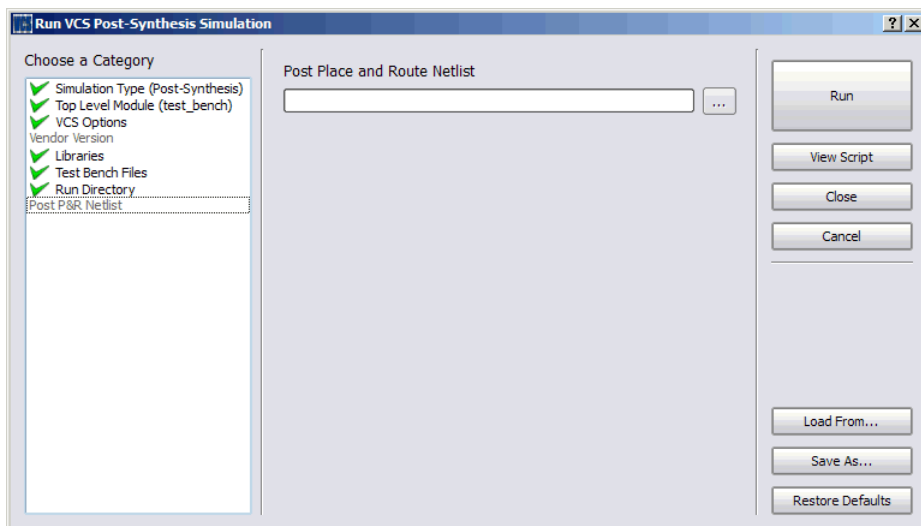 Run VCS Post-Synthesis Simulation
Choose a Category
Simulation Type (Post-Synthesis)
Top Level Module (test_bench)
VCS Options
Vendor Version
Libraries
Test Bench Files
Run Directory
Post P&R Netlist
Post Place and Route Netlist
...
Run
View Script
Close
Cancel
Load From...
Save As...
Restore Defaults